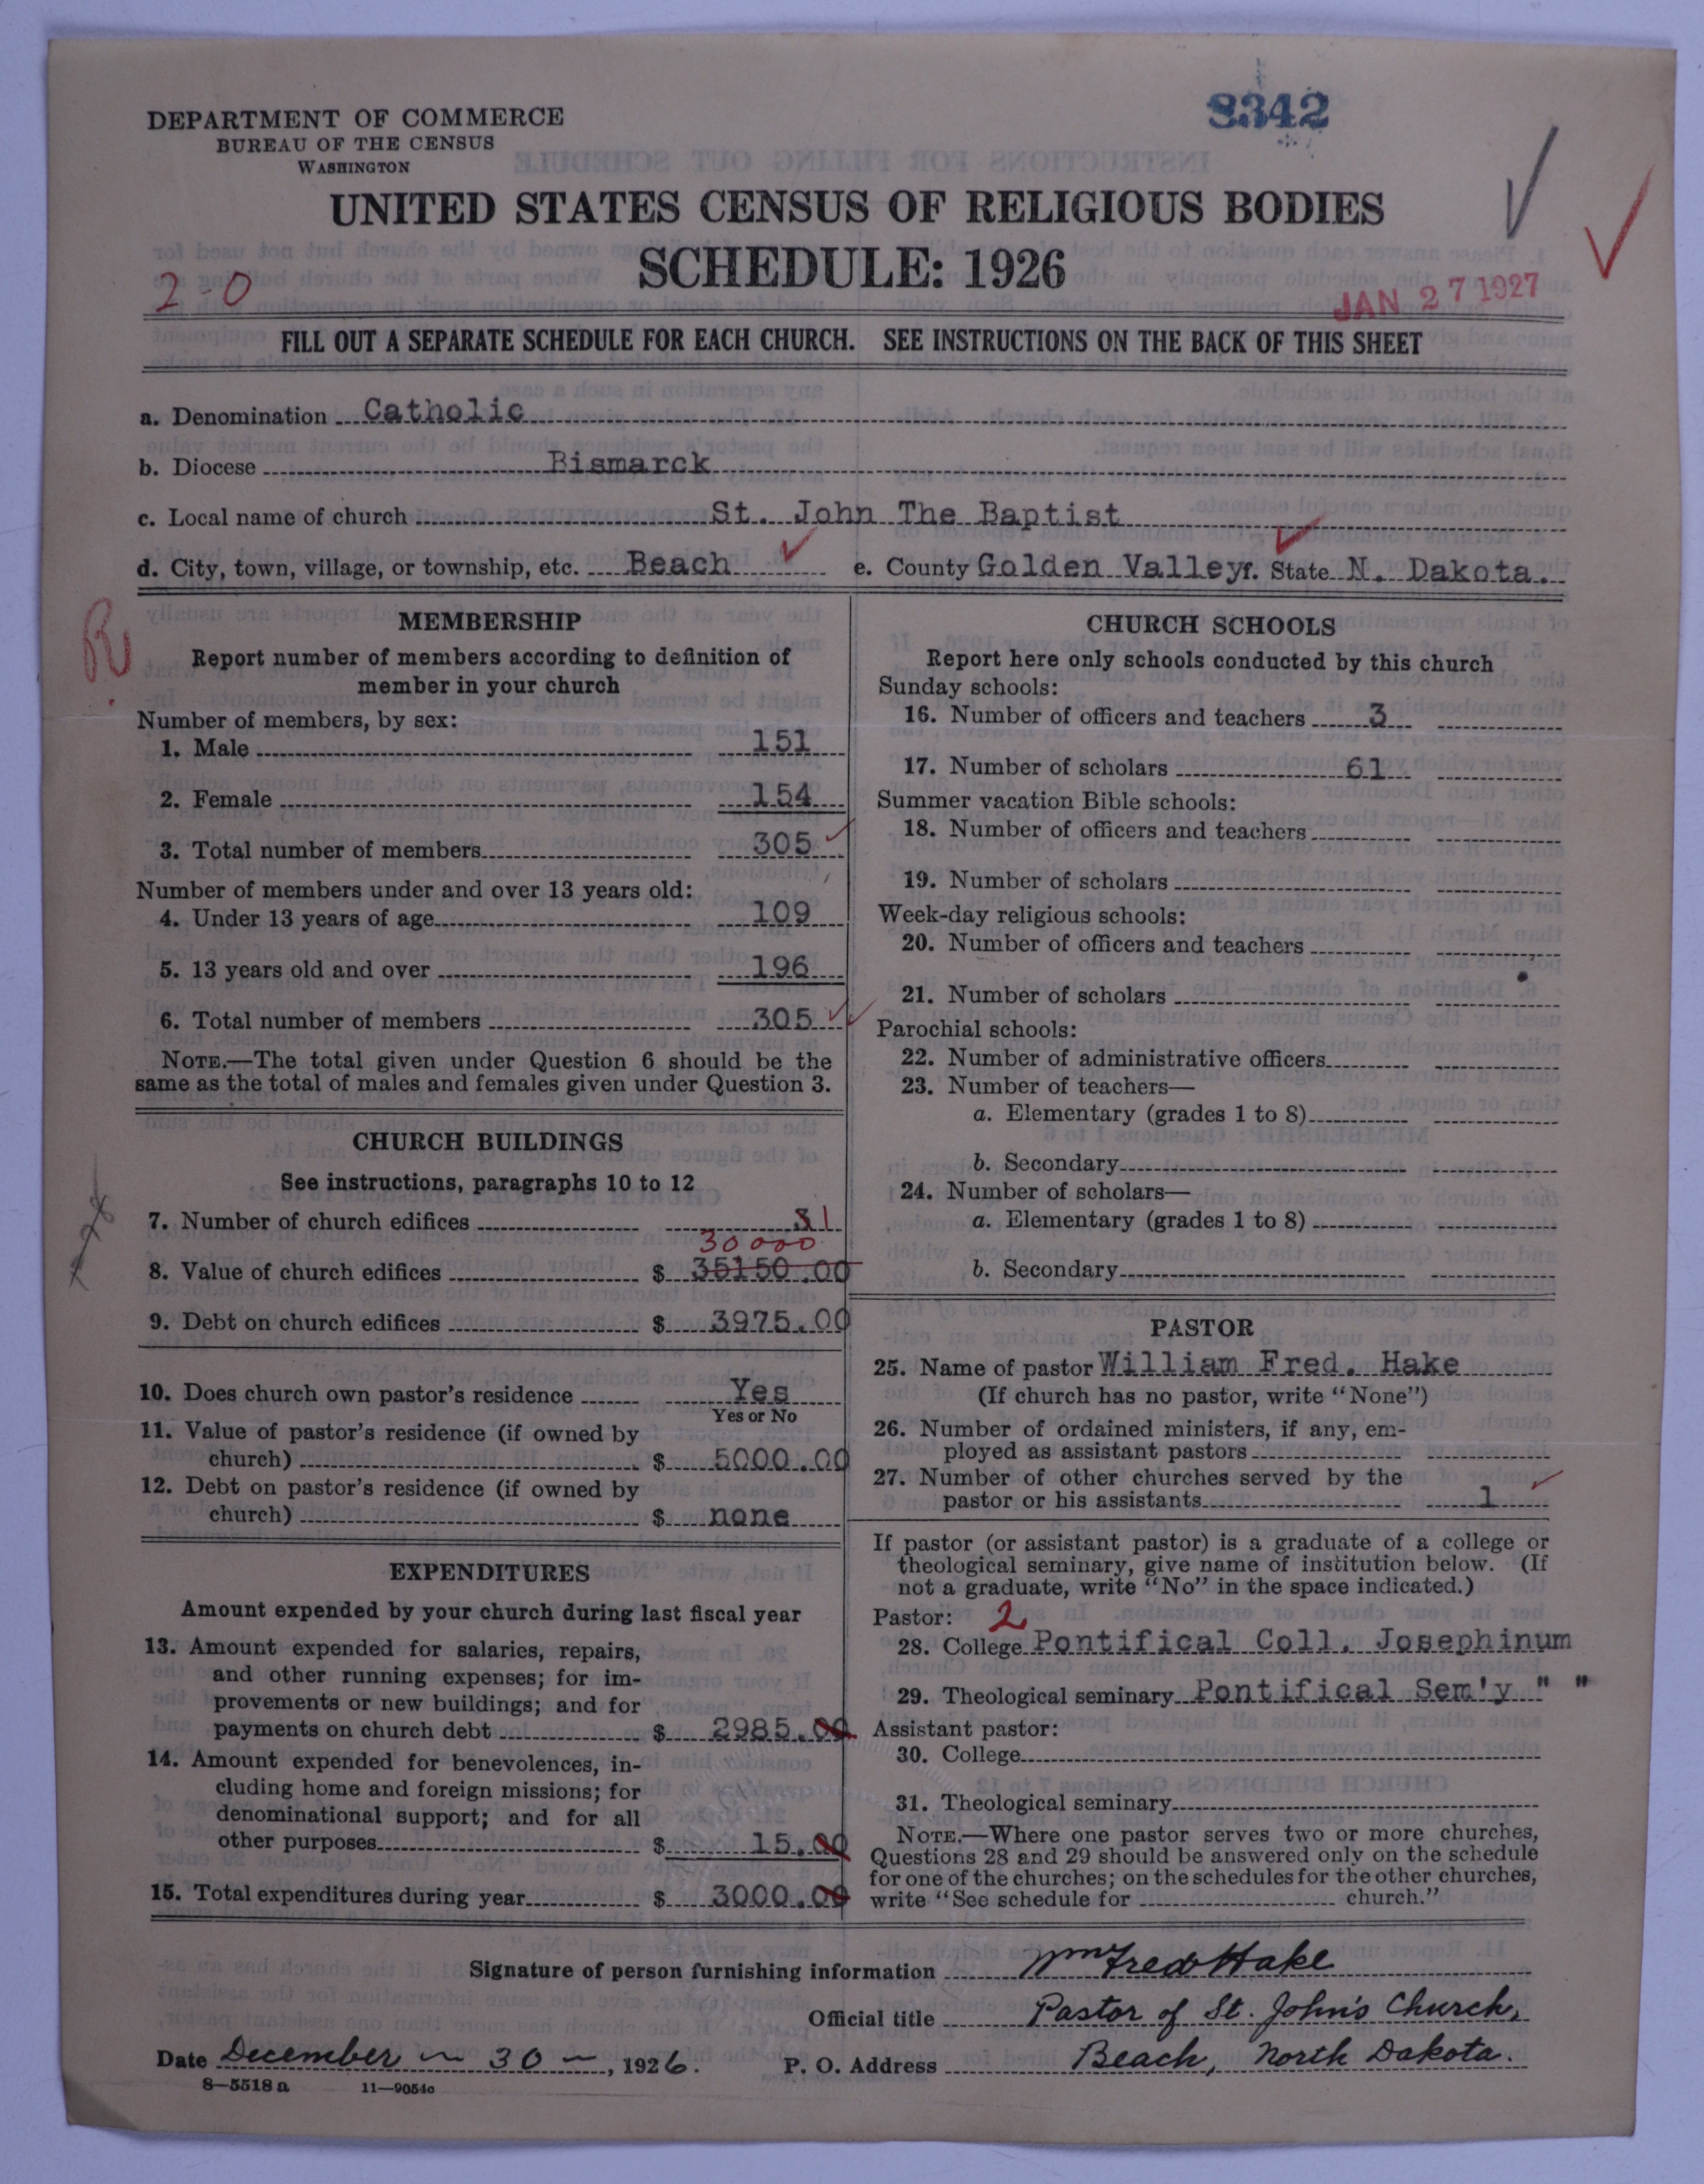 8342
DEPARTMENT OF COMMERCE
BUREAU OF THE CENSUS
WASHINGTON
UNITED STATES CENSUS OF RELIGIOUS BODIES
SCHEDULE: 1926
2-0
JAN 27 1927
FILL OUT A SEPARATE SCHEDULE FOR EACH CHURCH. SEE INSTRUCTIONS ON THE BACK OF THIS SHEET
a. Denomination Catholic
b. Diocese Bismarck
c. Local name of church St. John The Baptist
d. City, town, village, or township, etc. Beach e. County Golden Valley f. State N. Dakota.
R
MEMBERSHIP
Report number of members according to definition of
member in your church
Number of members, by sex:
1. Male 151
2. Female 154
3. Total number of members 305
Number of members under and over 13 years old:
4. Under 13 years of age 109
5. 13 years old and over 196
6. Total number of members 305
NOTE.—The total given under Question 6 should be the
same as the total of males and females given under Question 3.
CHURCH BUILDINGS
See instructions, paragraphs 10 to 12
7. Number of church edifices 1
30000
8. Value of church edifices $ 35150.00
9. Debt on church edifices $ 3975.00
10. Does church own pastor's residence Yes
Yes or No
11. Value of pastor's residence (if owned by
church) $ 5000.00
12. Debt on pastor's residence (if owned by
church) $ none
EXPENDITURES
Amount expended by your church during last fiscal year
13. Amount expended for salaries, repairs,
and other running expenses; for im-
provements or new buildings; and for
payments on church debt $ 2985.00
14. Amount expended for benevolences, in-
cluding home and foreign missions; for
denominational support; and for all
other purposes $ 15.00
15. Total expenditures during year $ 3000.00
CHURCH SCHOOLS
Report here only schools conducted by this church
Sunday schools:
16. Number of officers and teachers 3
17. Number of scholars 61
Summer vacation Bible schools:
18. Number of officers and teachers
19. Number of scholars
Week-day religious schools:
20. Number of officers and teachers
21. Number of scholars
Parochial schools:
22. Number of administrative officers
23. Number of teachers—
a. Elementary (grades 1 to 8)
b. Secondary
24. Number of scholars—
a. Elementary (grades 1 to 8)
b. Secondary
PASTOR
25. Name of pastor William Fred. Hake
(If church has no pastor, write "None")
26. Number of ordained ministers, if any, em-
ployed as assistant pastors
27. Number of other churches served by the
pastor or his assistants 1
If pastor (or assistant pastor) is a graduate of a college or
theological seminary, give name of institution below. (If
not a graduate, write "No" in the space indicated.)
Pastor: 2
28. College Pontifical Coll. Josephinum
29. Theological seminary Pontifical Sem'y " "
Assistant pastor:
30. College
31. Theological seminary
NOTE.—Where one pastor serves two or more churches,
Questions 28 and 29 should be answered only on the schedule
for one of the churches; on the schedules for the other churches,
write "See schedule for church."
Signature of person furnishing information Wm Fred Hake
Official title Pastor of St. John's Church,
Date December — 30 —, 1926. P. O. Address Beach, North Dakota.
8—5518 a 11—9054c